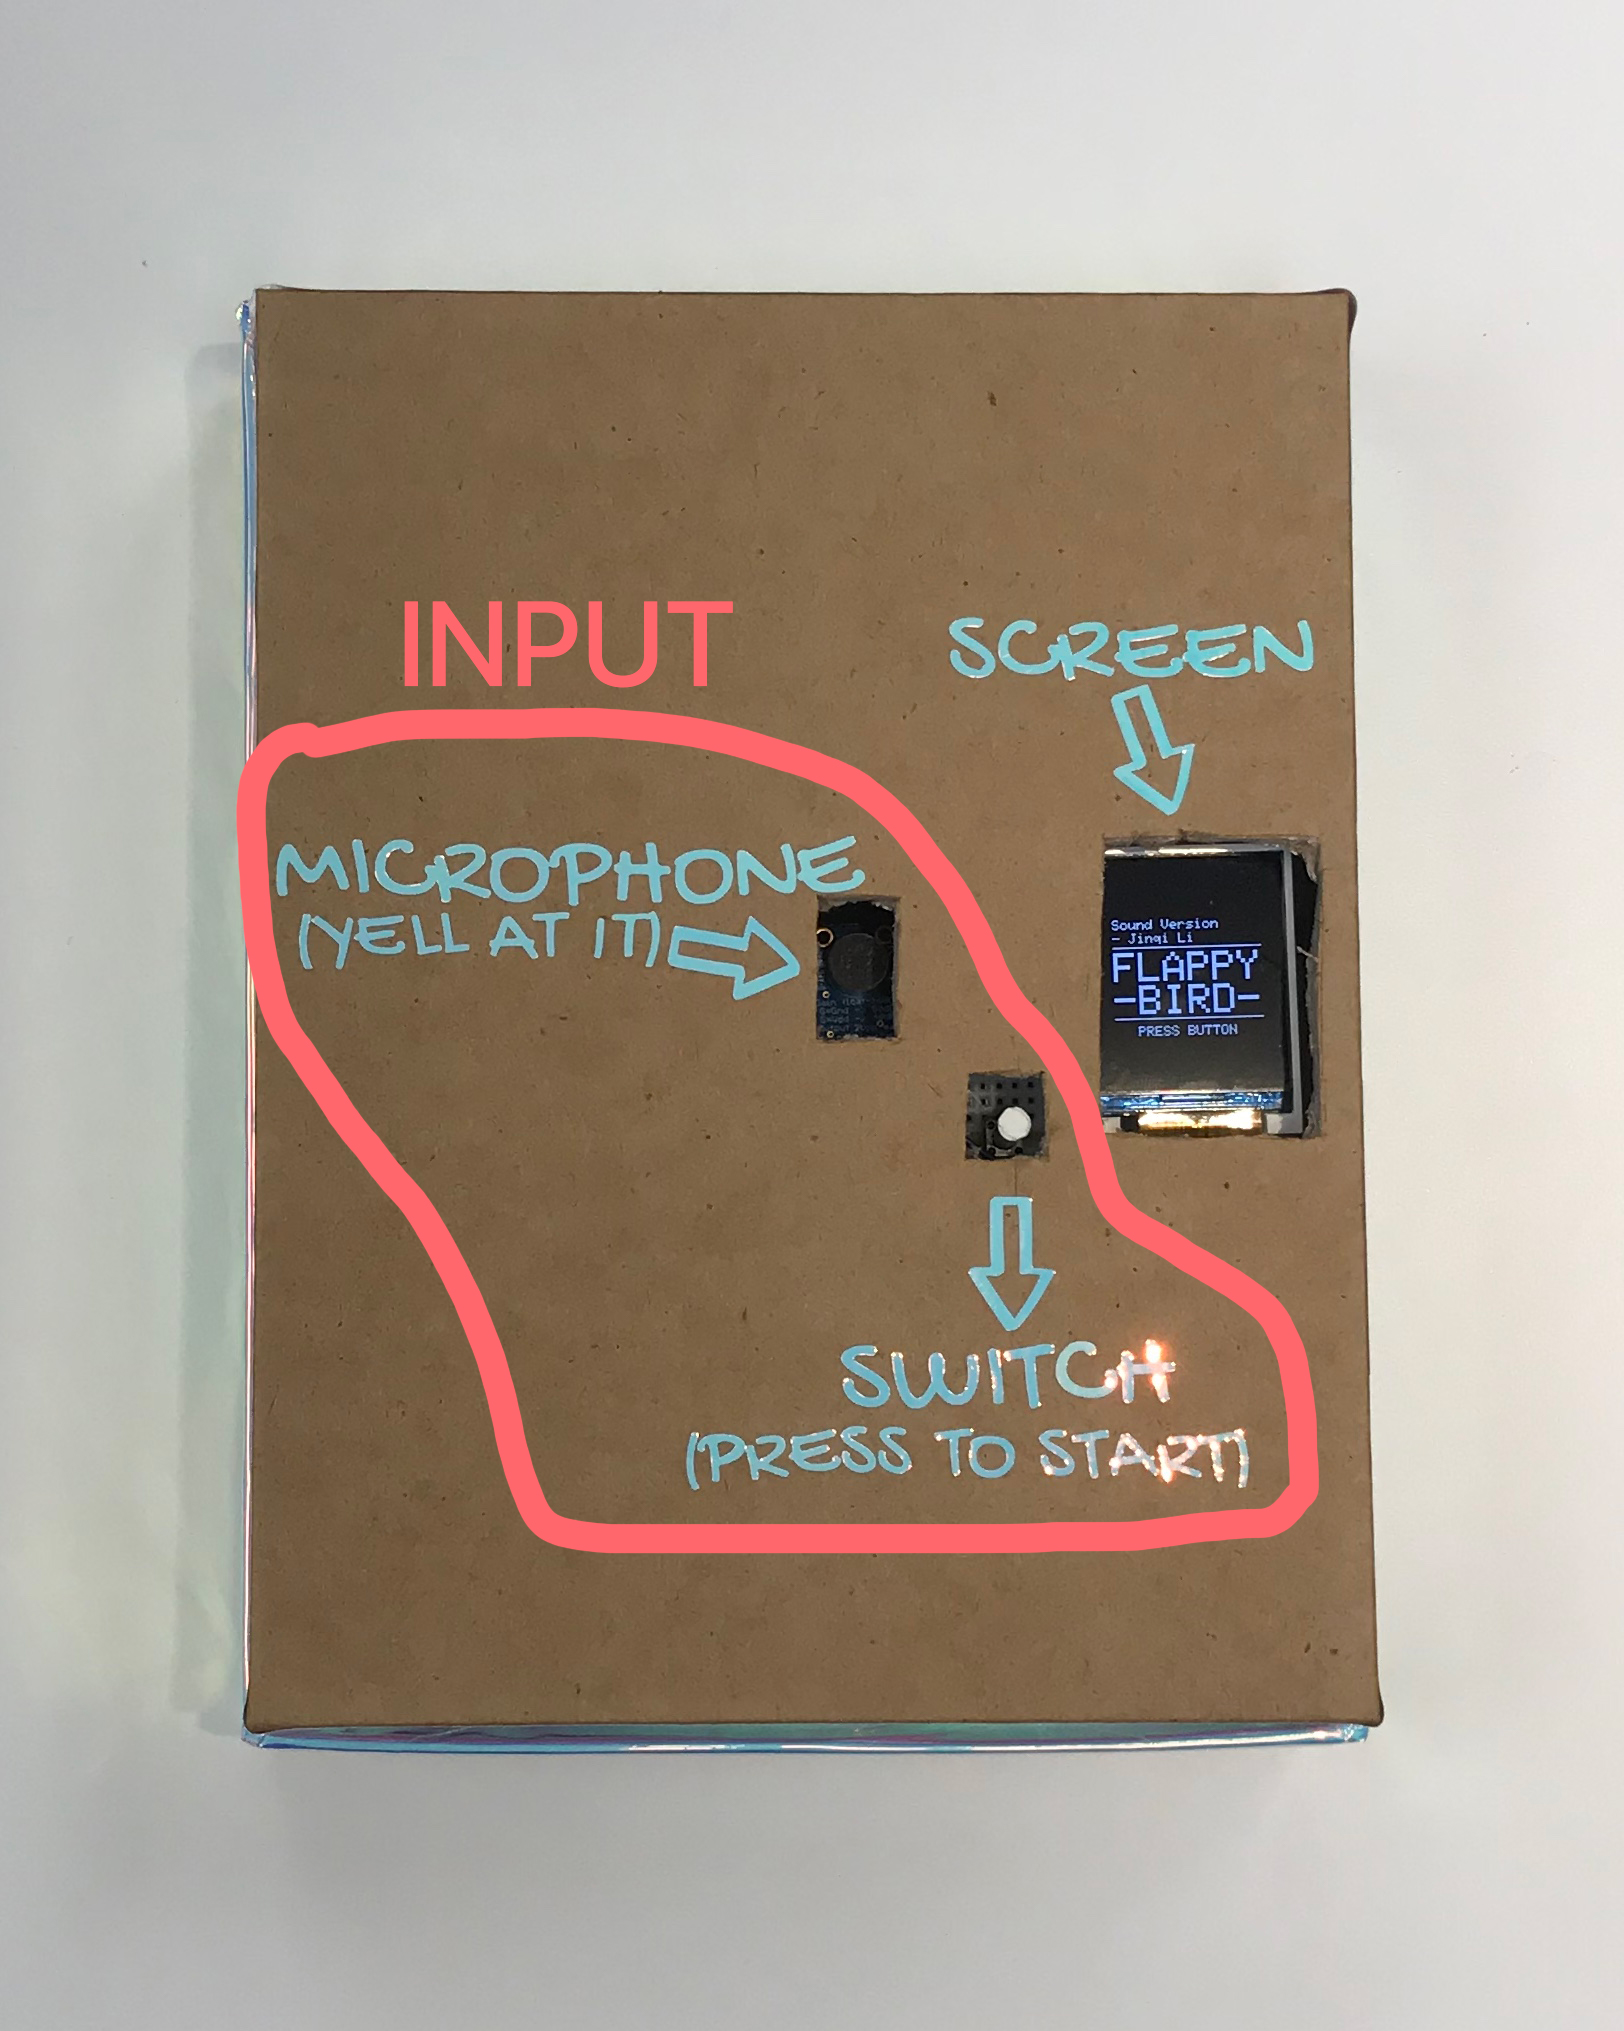 INPUT
SCREEN
MICROPHONE
(YELL AT IT)
Sound Version
- Jinqi Li
FLAPPY
-BIRD-
PRESS BUTTON
SWITCH
(PRESS TO START)